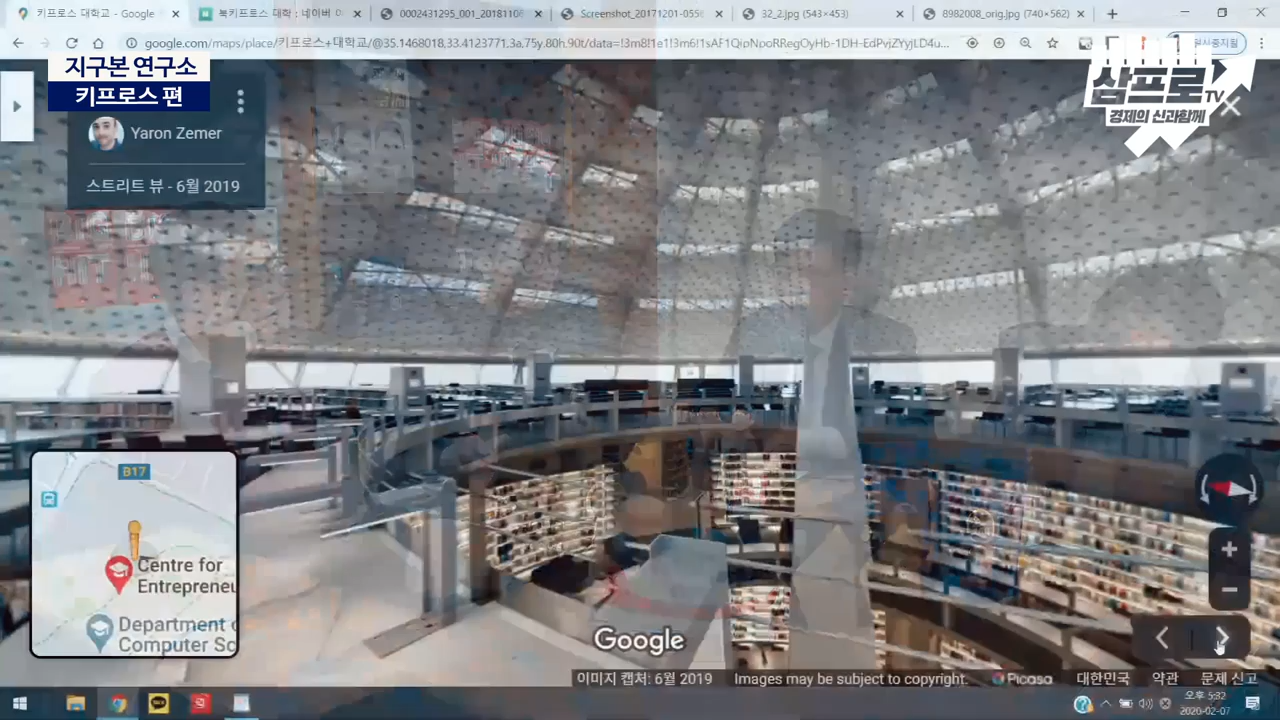 키프로스 대학교 - Google
북키프로스 대학 : 네이버 이
0002431295_001_20181108
Screenshot_20171201-055
32_2.jpg (543×453)
8982008_orig.jpg (740×562)
google.com/maps/place/키프로스+대학교/@35.1468018,33.4123771,3a,75y,80h,90t/data=!3m8!1e1!3m6!1sAF1QipNpoRRegOyHb-1DH-EdPvjZYyjLD4u...
지구본 연구소
키프로스 편
삼프로TV
경제의 신과함께
Yaron Zemer
스트리트 뷰 - 6월 2019
B17
Centre for
Entrepreneu
Department o
Computer Sc
Google
이미지 캡처: 6월 2019 Images may be subject to copyright. Picasa 대한민국 약관 문제 신고
오후 5:32
2020-02-07